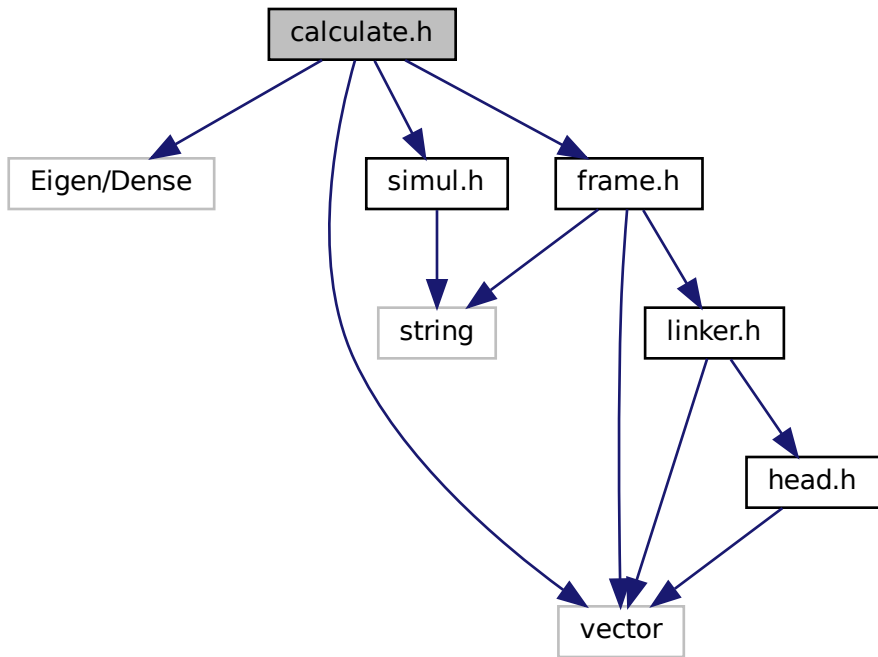 calculate.h
Eigen/Dense
simul.h
frame.h
string
linker.h
head.h
vector